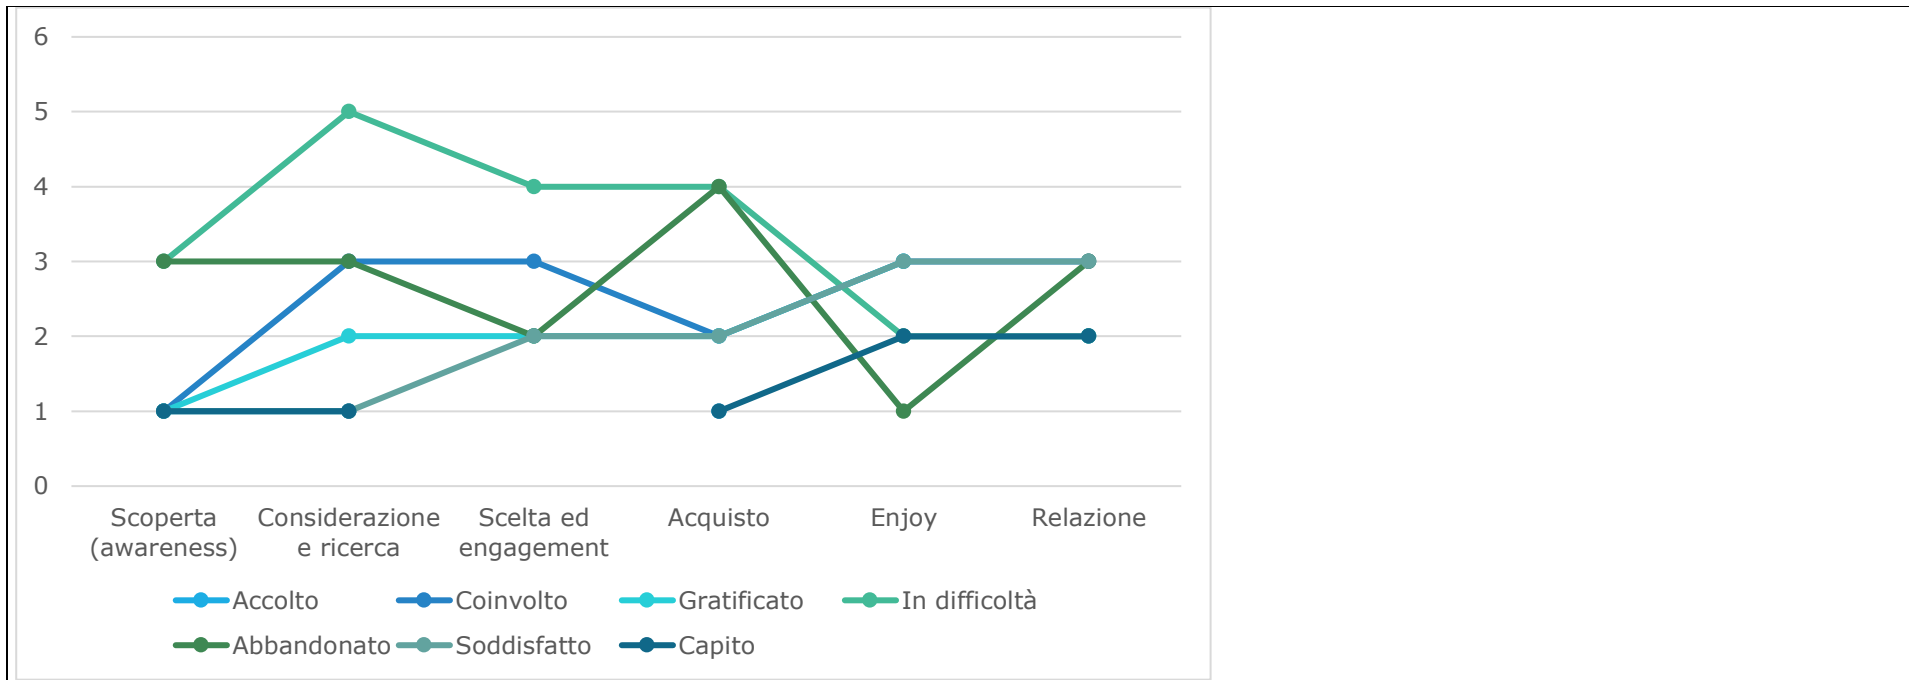 6
5
4
3
2
1
0
Scoperta
(awareness)
Considerazione
e ricerca
Scelta ed
engagement
Acquisto
Enjoy
Relazione
Accolto
Coinvolto
Gratificato
In difficoltà
Abbandonato
Soddisfatto
Capito